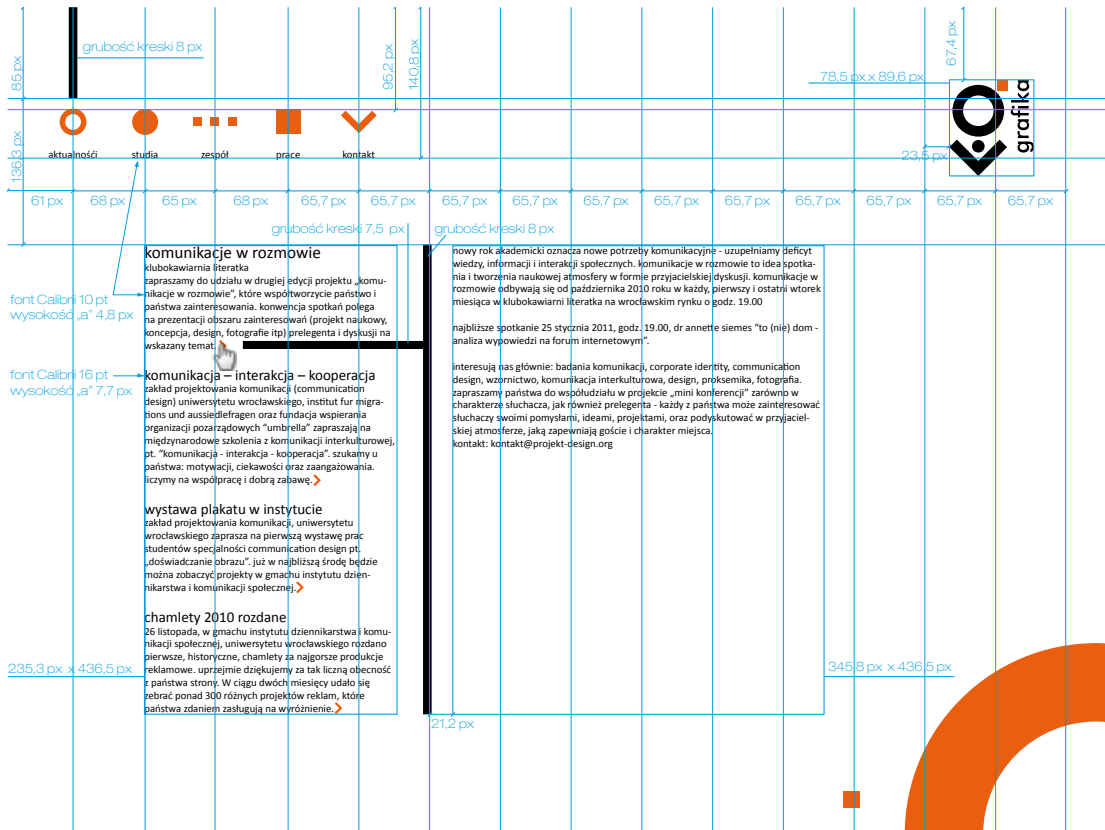 85 px
grubość kreski 8 px
95,2 px
140,8 px
67,4 px
78,5 px x 89,6 px
grafika
23,5 px
136,3 px
aktualnośći
studia
zespół
prace
kontakt
61 px
68 px
65 px
68 px
65,7 px
65,7 px
65,7 px
65,7 px
65,7 px
65,7 px
65,7 px
65,7 px
65,7 px
65,7 px
65,7 px
grubość kreski 7,5 px
grubość kreski 8 px
komunikacje w rozmowie
klubokawiarnia literatka
zapraszamy do udziału w drugiej edycji projektu „komu-
nikacje w rozmowie”, które współtworzycie państwo i
państwa zainteresowania. konwencja spotkań polega
na prezentacji obszaru zainteresowań (projekt naukowy,
koncepcja, design, fotografie itp) prelegenta i dyskusji na
wskazany temat.
font Calibri 10 pt
wysokość „a” 4,8 px
font Calibri 16 pt
wysokość „a” 7,7 px
komunikacja – interakcja – kooperacja
zakład projektowania komunikacji (communication
design) uniwersytetu wrocławskiego, institut fur migra-
tions und aussiedlefragen oraz fundacja wspierania
organizacji pozarządowych “umbrella” zapraszają na
międzynarodowe szkolenia z komunikacji interkulturowej,
pt. “komunikacja - interakcja - kooperacja”. szukamy u
państwa: motywacji, ciekawości oraz zaangażowania.
liczymy na współpracę i dobrą zabawę.
wystawa plakatu w instytucie
zakład projektowania komunikacji, uniwersytetu
wrocławskiego zaprasza na pierwszą wystawę prac
studentów specjalności communication design pt.
„doświadczanie obrazu”. już w najbliższą środę będzie
można zobaczyć projekty w gmachu instytutu dzien-
nikarstwa i komunikacji społecznej.
chamlety 2010 rozdane
26 listopada, w gmachu instytutu dziennikarstwa i komu-
nikacji społecznej, uniwersytetu wrocławskiego rozdano
pierwsze, historyczne, chamlety za najgorsze produkcje
reklamowe. uprzejmie dziękujemy za tak liczną obecność
z państwa strony. W ciągu dwóch miesięcy udało się
zebrać ponad 300 różnych projektów reklam, które
państwa zdaniem zasługują na wyróżnienie.
235,3 px x 436,5 px
nowy rok akademicki oznacza nowe potrzeby komunikacyjne - uzupełniamy deficyt
wiedzy, informacji i interakcji społecznych. komunikacje w rozmowie to idea spotka-
nia i tworzenia naukowej atmosfery w formie przyjacielskiej dyskusji. komunikacje w
rozmowie odbywają się od października 2010 roku w każdy, pierwszy i ostatni wtorek
miesiąca w klubokawiarni literatka na wrocławskim rynku o godz. 19.00
najbliższe spotkanie 25 stycznia 2011, godz. 19.00, dr annette siemes “to (nie) dom -
analiza wypowiedzi na forum internetowym”.
interesują nas głównie: badania komunikacji, corporate identity, communication
design, wzornictwo, komunikacja interkulturowa, design, proksemika, fotografia.
zapraszamy państwa do współudziału w projekcie „mini konferencji” zarówno w
charakterze słuchacza, jak również prelegenta - każdy z państwa może zainteresować
słuchaczy swoimi pomysłami, ideami, projektami, oraz podyskutować w przyjaciel-
skiej atmosferze, jaką zapewniają goście i charakter miejsca.
kontakt: kontakt@projekt-design.org
345,8 px x 436,5 px
21,2 px